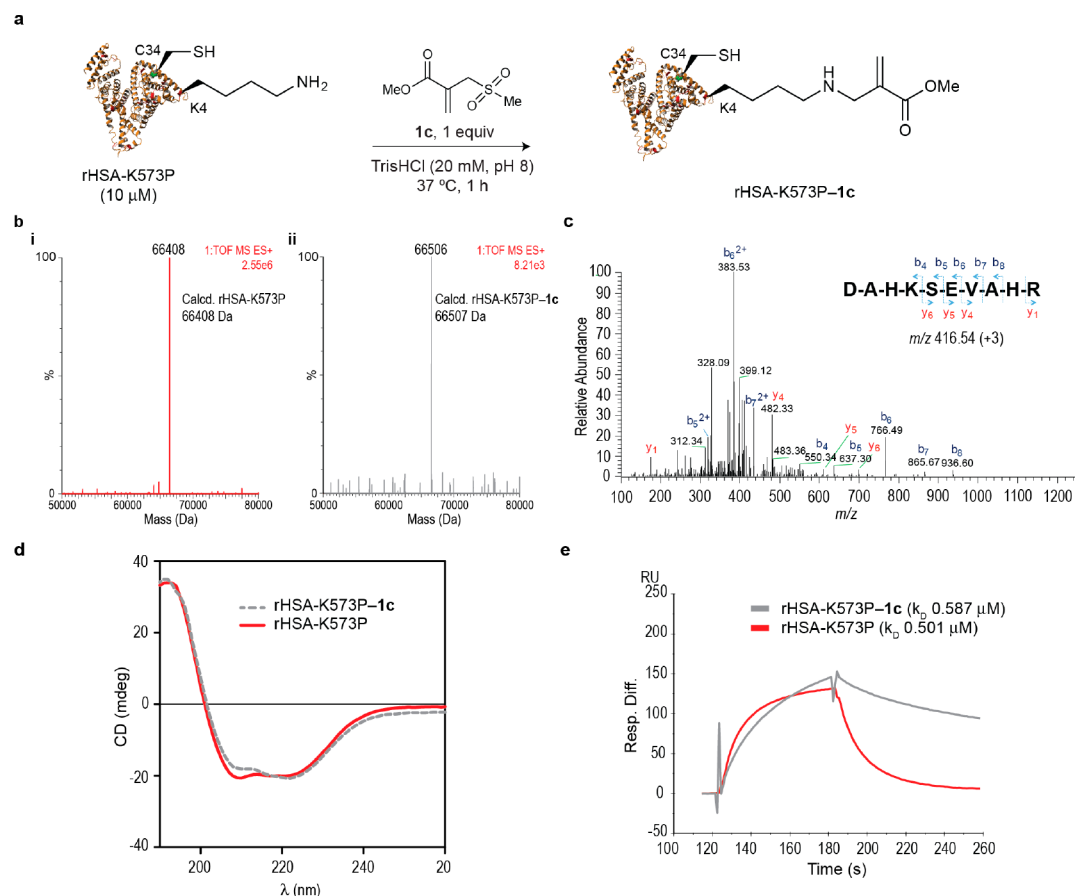 a
C34
SH
NH2
K4
rHSA-K573P
(10 μM)
O
MeO
O
S
O
Me
1c, 1 equiv
TrisHCl (20 mM, pH 8)
37 ºC, 1 h
C34
SH
K4
H
N
OMe
O
rHSA-K573P–1c
b
i
66408
1:TOF MS ES+
2.55e6
Calcd. rHSA-K573P
66408 Da
100
%
0
50000 60000 70000 80000
Mass (Da)
ii
66506
1:TOF MS ES+
8.21e3
Calcd. rHSA-K573P–1c
66507 Da
100
%
0
50000 60000 70000 80000
Mass (Da)
c
b6 2+
383.53
b4 b5 b6 b7 b8
D-A-H-K-S-E-V-A-H-R
y6 y5 y4 y1
m/z 416.54 (+3)
100
90
80
70
60
50
40
30
20
10
0
Relative Abundance
328.09
399.12
b7 2+
y4
482.33
b5 2+
312.34
y1
483.36
b4
550.34
y5
637.30
y6
b6
766.49
b7
865.67
b8
936.60
100 200 300 400 500 600 700 800 900 1000 1100 1200
m/z
d
40
20
0
-20
-40
CD (mdeg)
rHSA-K573P–1c
rHSA-K573P
200 220 240 20
λ (nm)
e
RU
250
200
150
100
50
0
-50
Resp. Diff.
rHSA-K573P–1c (kD 0.587 μM)
rHSA-K573P (kD 0.501 μM)
100 120 140 160 180 200 220 240 260
Time (s)